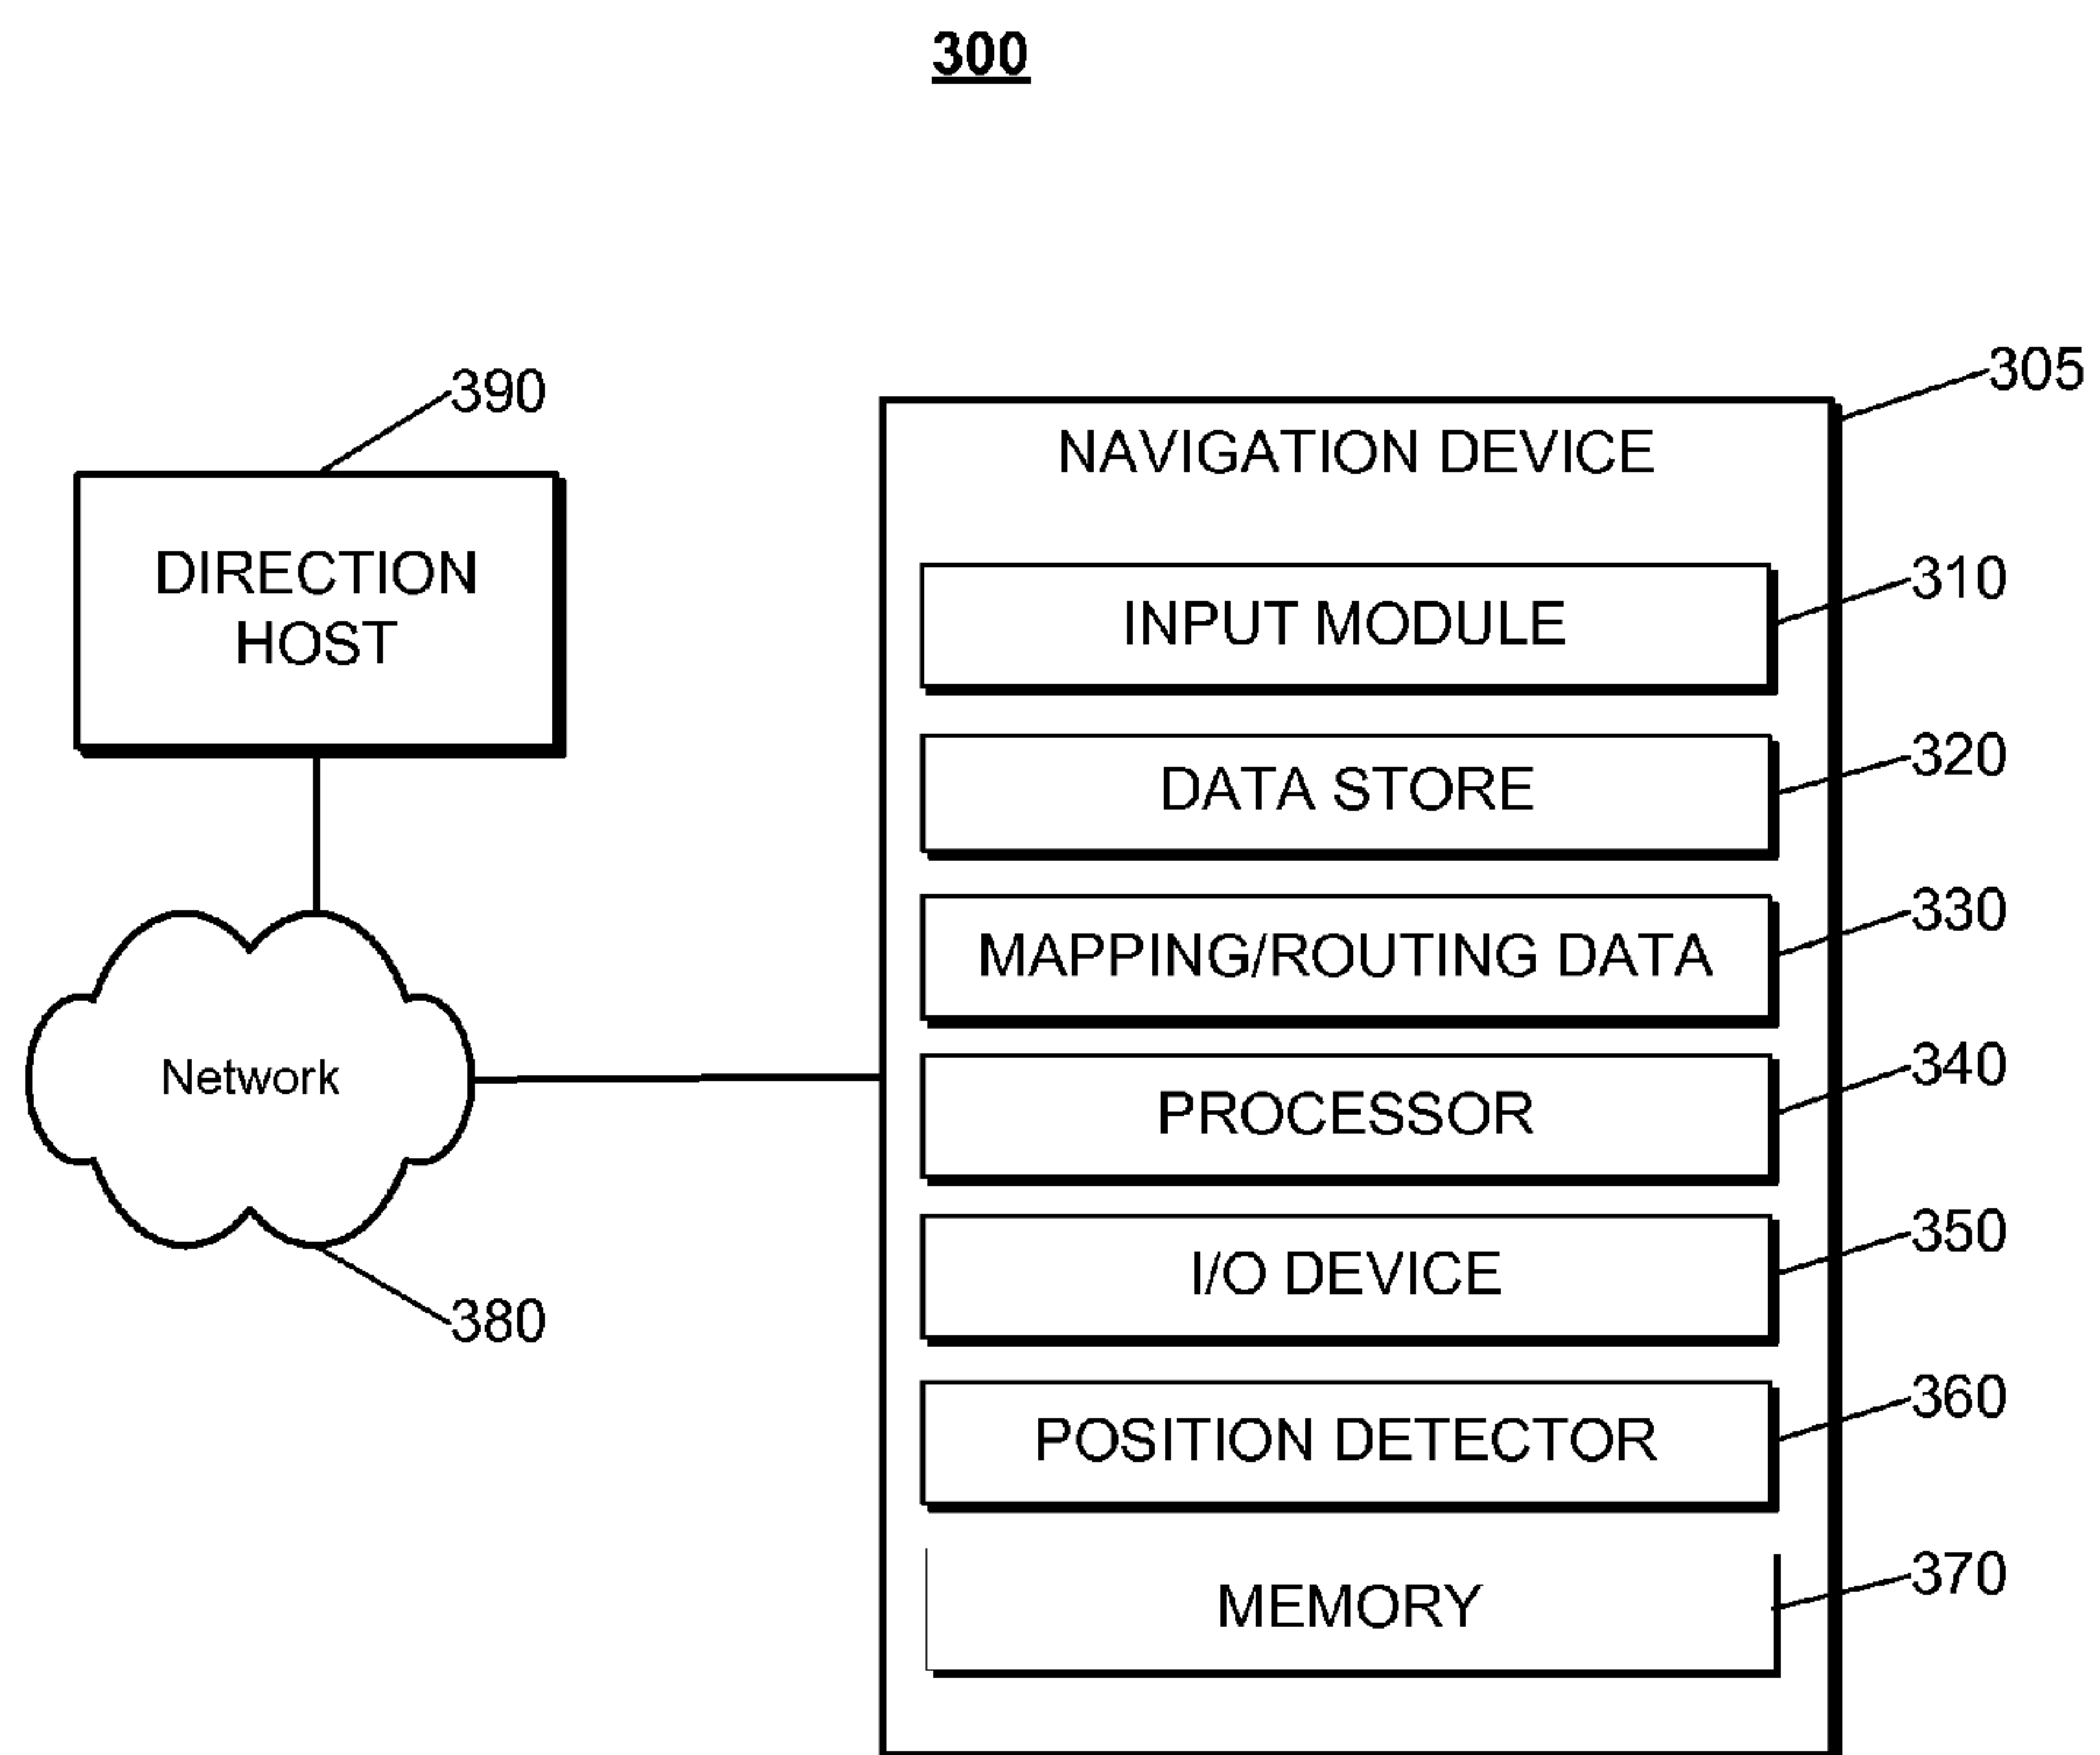 300
390
DIRECTION
HOST
Network
380
305
NAVIGATION DEVICE
310
INPUT MODULE
320
DATA STORE
330
MAPPING/ROUTING DATA
340
PROCESSOR
350
I/O DEVICE
360
POSITION DETECTOR
370
MEMORY